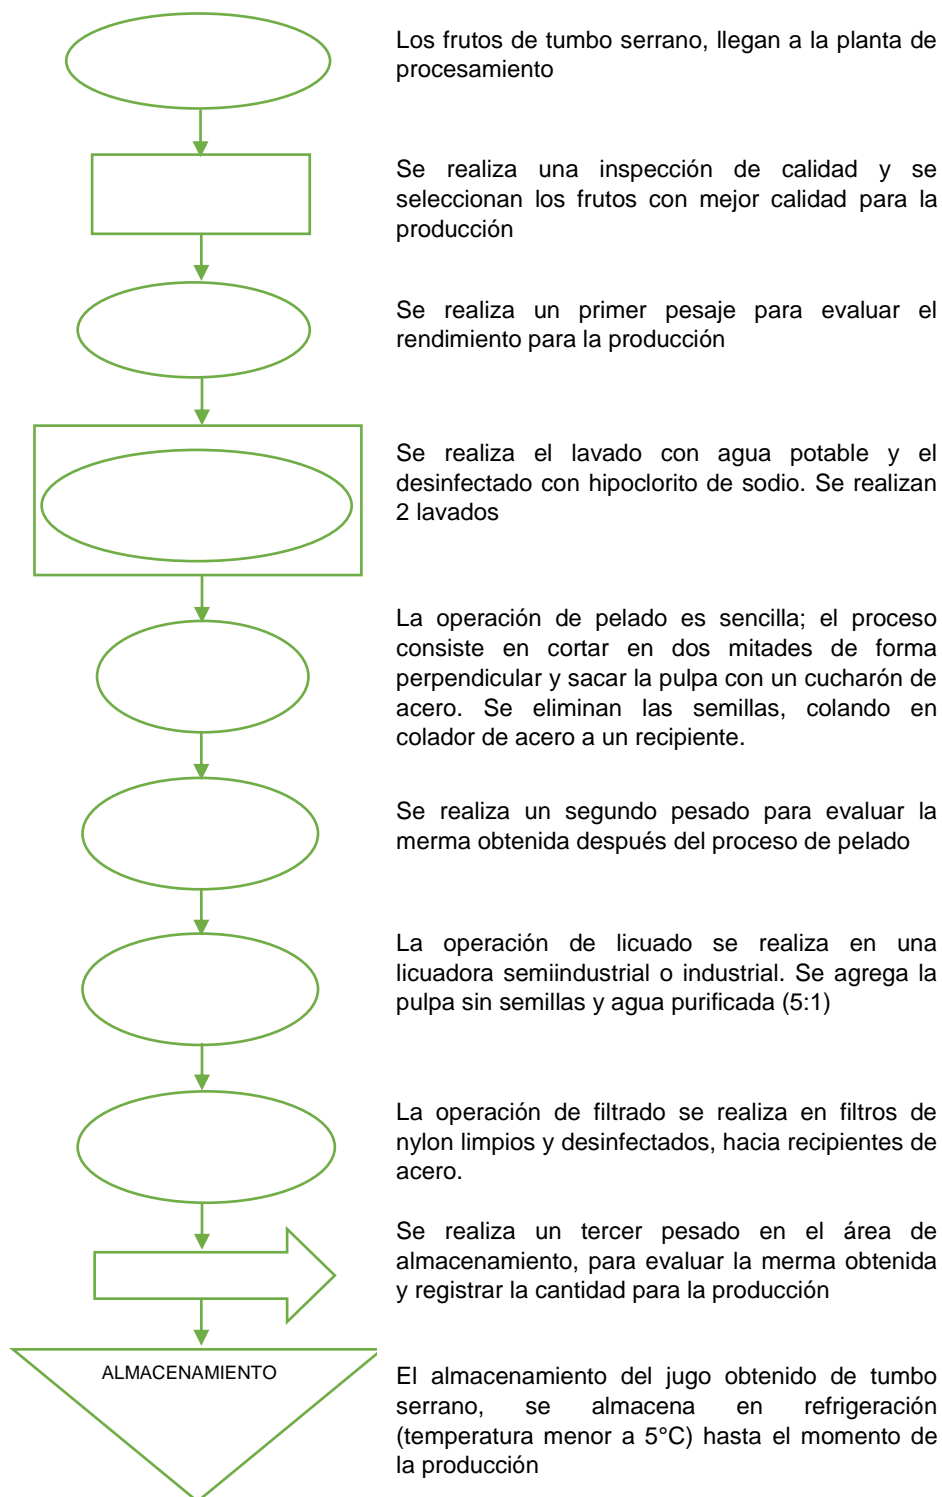 Los frutos de tumbo serrano, llegan a la planta de
procesamiento
Se realiza una inspección de calidad y se
seleccionan los frutos con mejor calidad para la
producción
Se realiza un primer pesaje para evaluar el
rendimiento para la producción
Se realiza el lavado con agua potable y el
desinfectado con hipoclorito de sodio. Se realizan
2 lavados
La operación de pelado es sencilla; el proceso
consiste en cortar en dos mitades de forma
perpendicular y sacar la pulpa con un cucharón de
acero. Se eliminan las semillas, colando en
colador de acero a un recipiente.
Se realiza un segundo pesado para evaluar la
merma obtenida después del proceso de pelado
La operación de licuado se realiza en una
licuadora semiindustrial o industrial. Se agrega la
pulpa sin semillas y agua purificada (5:1)
La operación de filtrado se realiza en filtros de
nylon limpios y desinfectados, hacia recipientes de
acero.
Se realiza un tercer pesado en el área de
almacenamiento, para evaluar la merma obtenida
y registrar la cantidad para la producción
ALMACENAMIENTO
El almacenamiento del jugo obtenido de tumbo
serrano, se almacena en refrigeración
(temperatura menor a 5°C) hasta el momento de
la producción